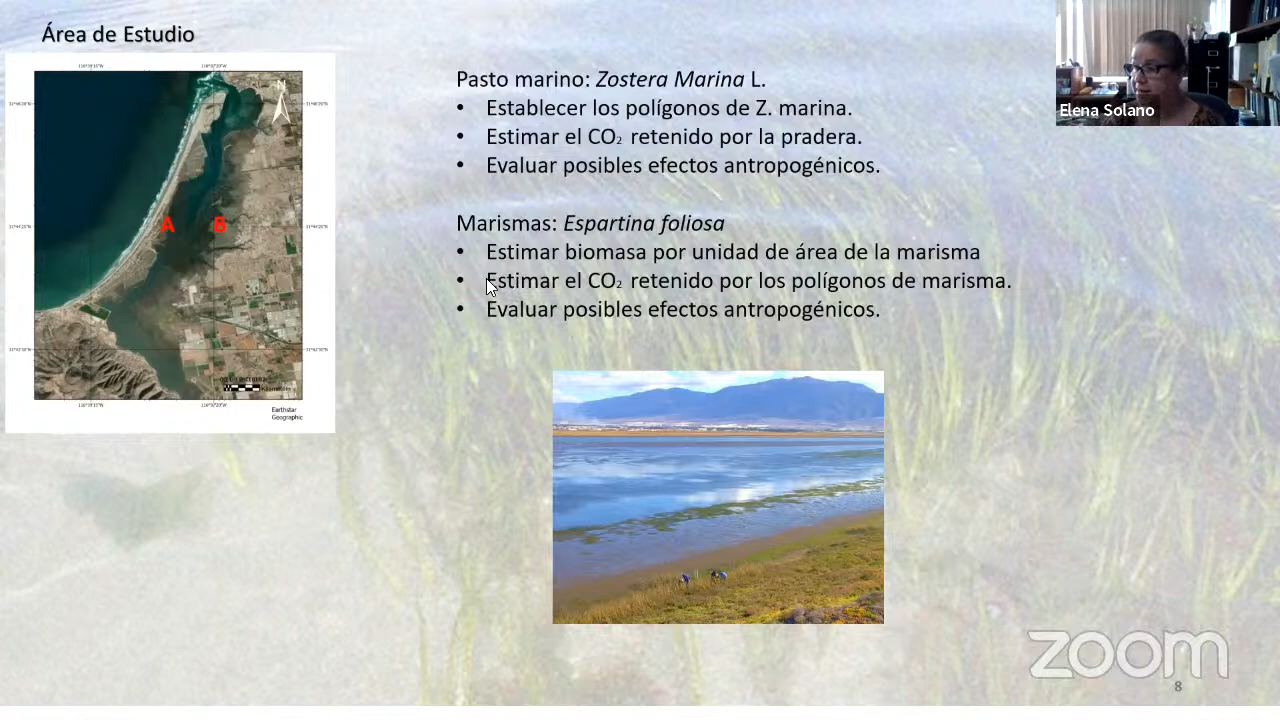 Área de Estudio
Elena Solano
Pasto marino: Zostera Marina L.
• Establecer los polígonos de Z. marina.
• Estimar el CO₂ retenido por la pradera.
• Evaluar posibles efectos antropogénicos.
Marismas: Espartina foliosa
• Estimar biomasa por unidad de área de la marisma
• Estimar el CO₂ retenido por los polígonos de marisma.
• Evaluar posibles efectos antropogénicos.
N
A B
Earthstar
Geographic
zoom
8